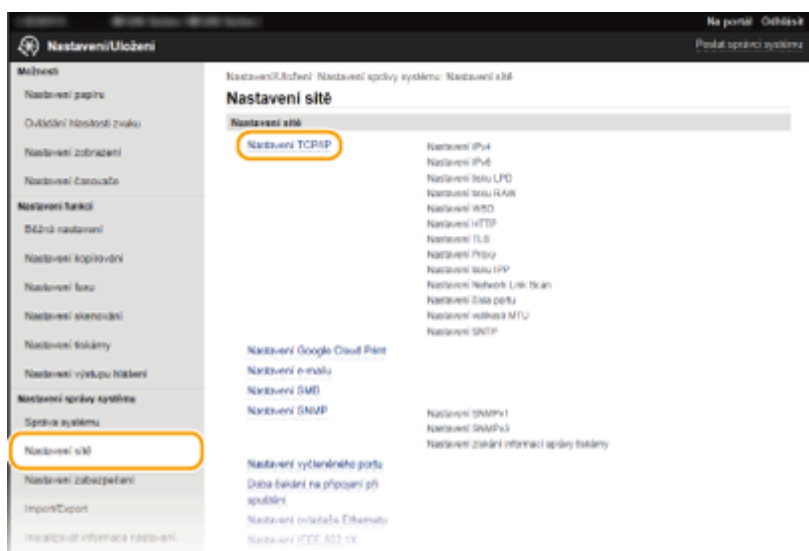 Na portál Odhlásit
Nastavení/Uložení
Poslat správci systému
Možnosti
Nastavení papíru
Ovládání hlasitosti zvuku
Nastavení zobrazení
Nastavení časovače
Nastavení funkcí
Běžná nastavení
Nastavení kopírování
Nastavení faxu
Nastavení skenování
Nastavení tiskárny
Nastavení výstupu hlášení
Nastavení správy systému
Správa systému
Nastavení sítě
Nastavení zabezpečení
Import/Export
Inicializovat informace nastavení
Nastavení/Uložení: Nastavení správy systému: Nastavení sítě
Nastavení sítě
Nastavení sítě
Nastavení TCP/IP
Nastavení IPv4
Nastavení IPv6
Nastavení tisku LPD
Nastavení tisku RAW
Nastavení WSD
Nastavení HTTP
Nastavení TLS
Nastavení Proxy
Nastavení tisku IPP
Nastavení Network Link Scan
Nastavení čísla portu
Nastavení velikosti MTU
Nastavení SNTP
Nastavení Google Cloud Print
Nastavení e-mailu
Nastavení SMB
Nastavení SNMP
Nastavení SNMPv1
Nastavení SNMPv3
Nastavení získání informací správy tiskárny
Nastavení vyčleněného portu
Doba čekání na připojení při
spuštění
Nastavení ovladače Ethernetu
Nastavení IEEE 802.1X